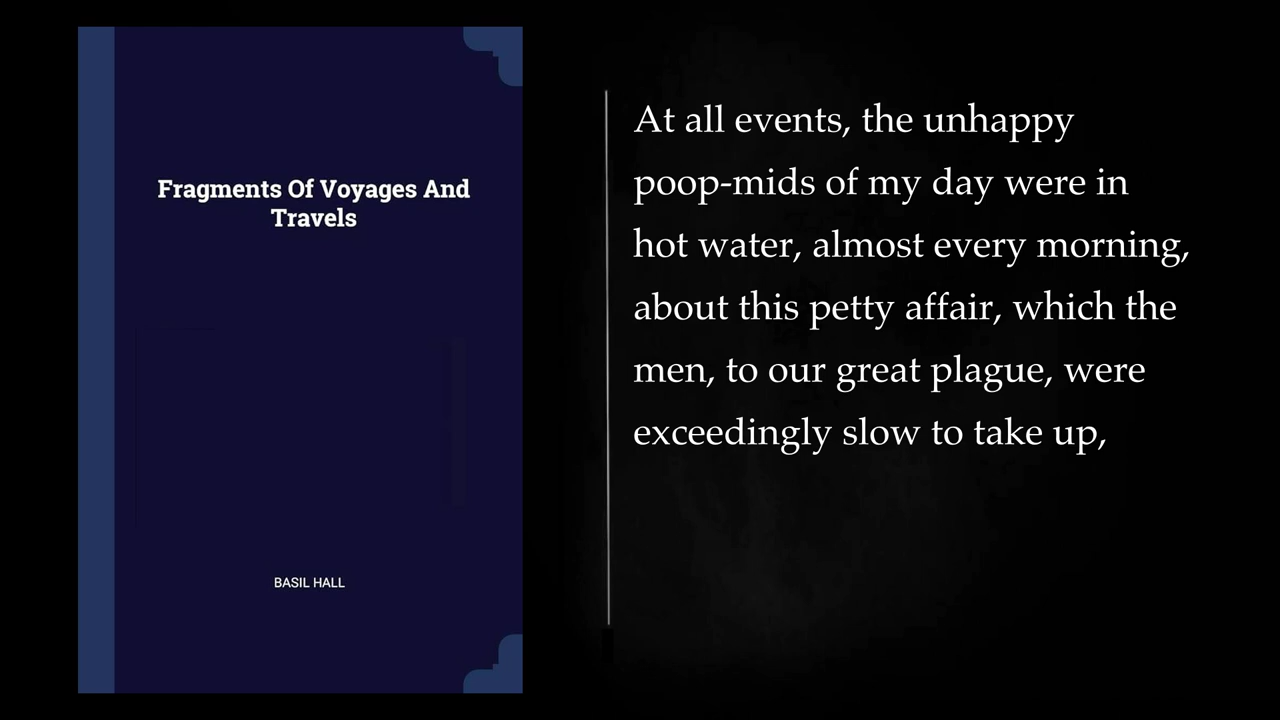 Fragments Of Voyages And
Travels
BASIL HALL
At all events, the unhappy
poop-mids of my day were in
hot water, almost every morning,
about this petty affair, which the
men, to our great plague, were
exceedingly slow to take up,